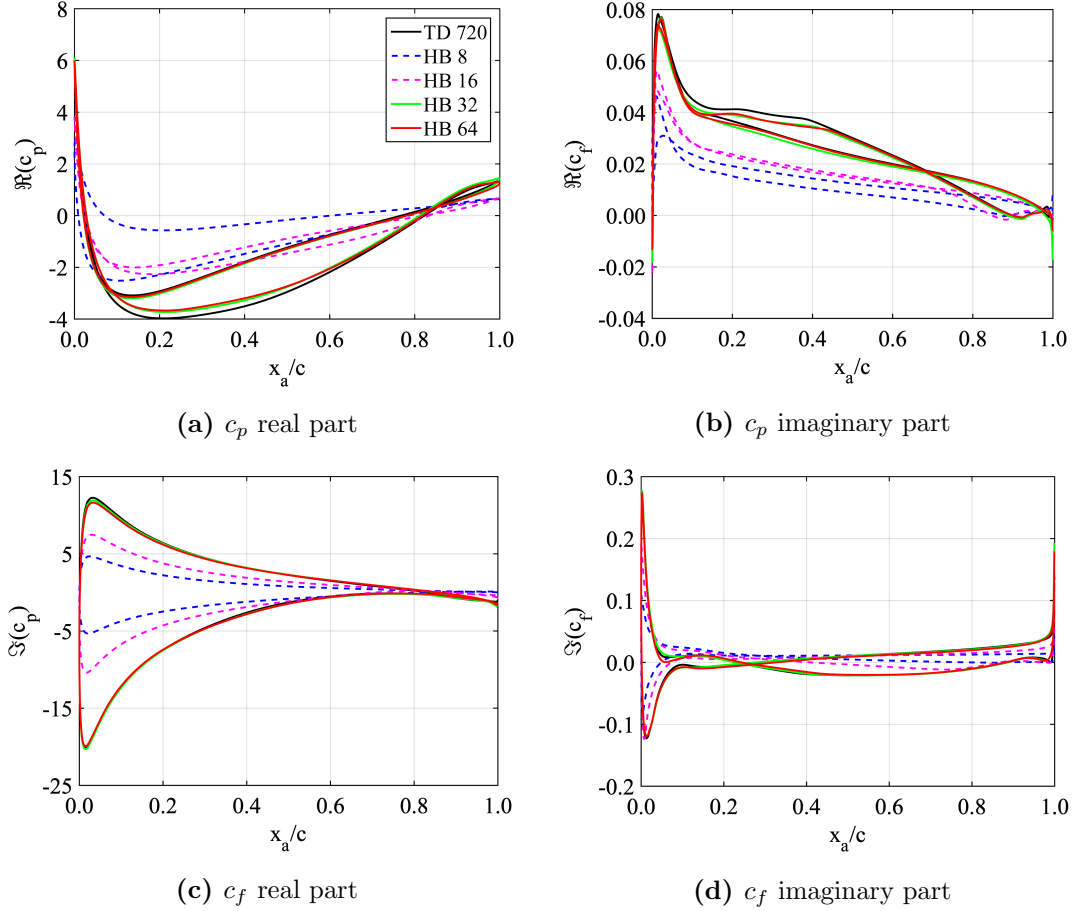 8
6
4
2
0
-2
-4
ℜ(c_p)
TD 720
HB 8
HB 16
HB 32
HB 64
0.0 0.2 0.4 0.6 0.8 1.0
x_a/c
(a) c_p real part
0.08
0.06
0.04
0.02
0.00
-0.02
-0.04
ℜ(c_f)
0.0 0.2 0.4 0.6 0.8 1.0
x_a/c
(b) c_p imaginary part
15
5
-5
-15
-25
ℑ(c_p)
0.0 0.2 0.4 0.6 0.8 1.0
x_a/c
(c) c_f real part
0.3
0.2
0.1
0.0
-0.1
-0.2
ℑ(c_f)
0.0 0.2 0.4 0.6 0.8 1.0
x_a/c
(d) c_f imaginary part